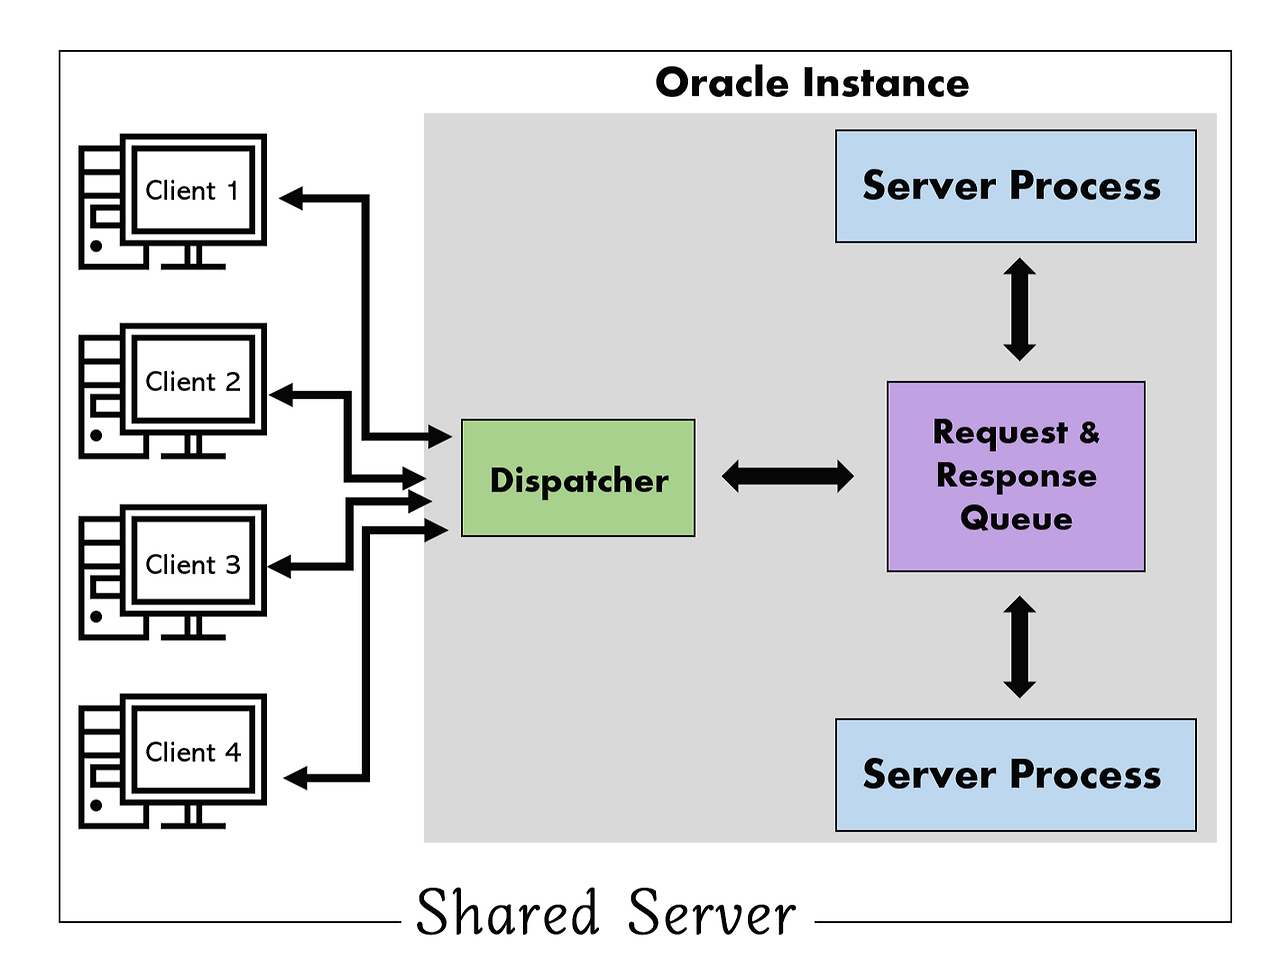 Oracle Instance
Client 1
Client 2
Client 3
Client 4
Dispatcher
Server Process
Request &
Response
Queue
Server Process
Shared Server